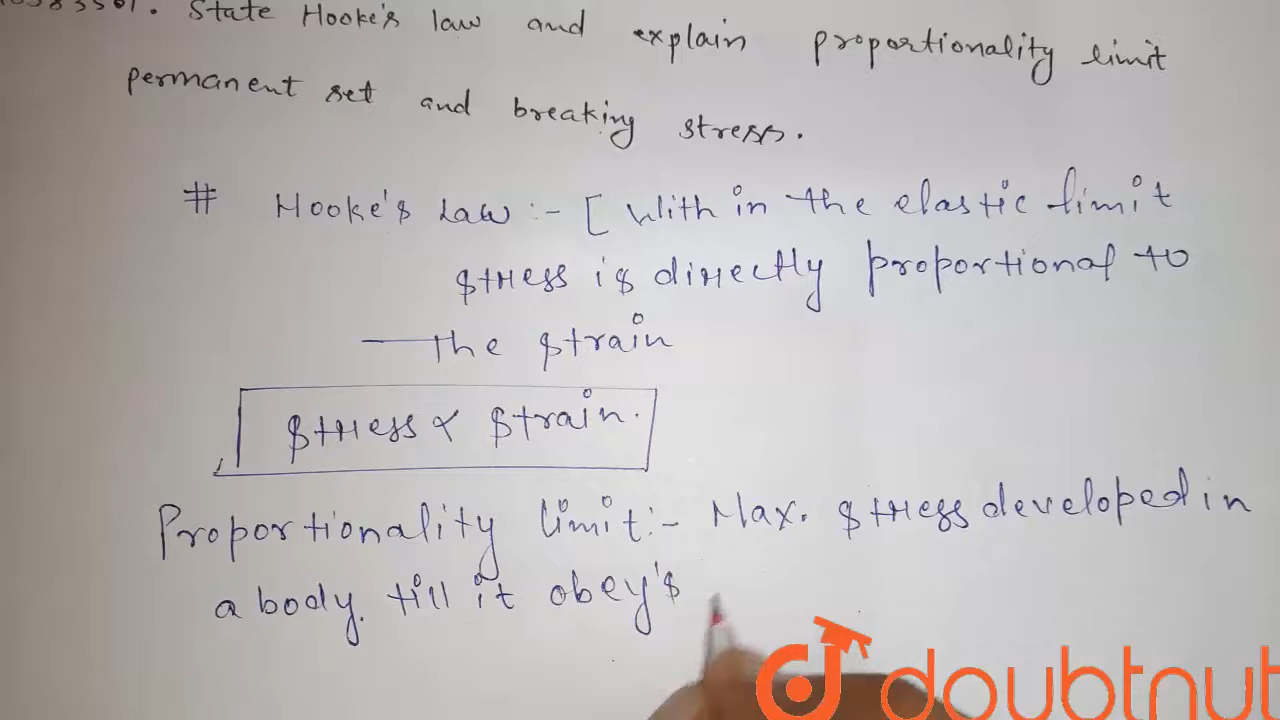 State Hooke's law and explain proportionality limit
permanent set and breaking stress.
# Hooke's Law :- [ With in the elastic limit
stress is directly proportional to
the strain
stress ∝ strain.
Proportionality limit :- Max. stress developed in
a body. till it obey's
doubtnut